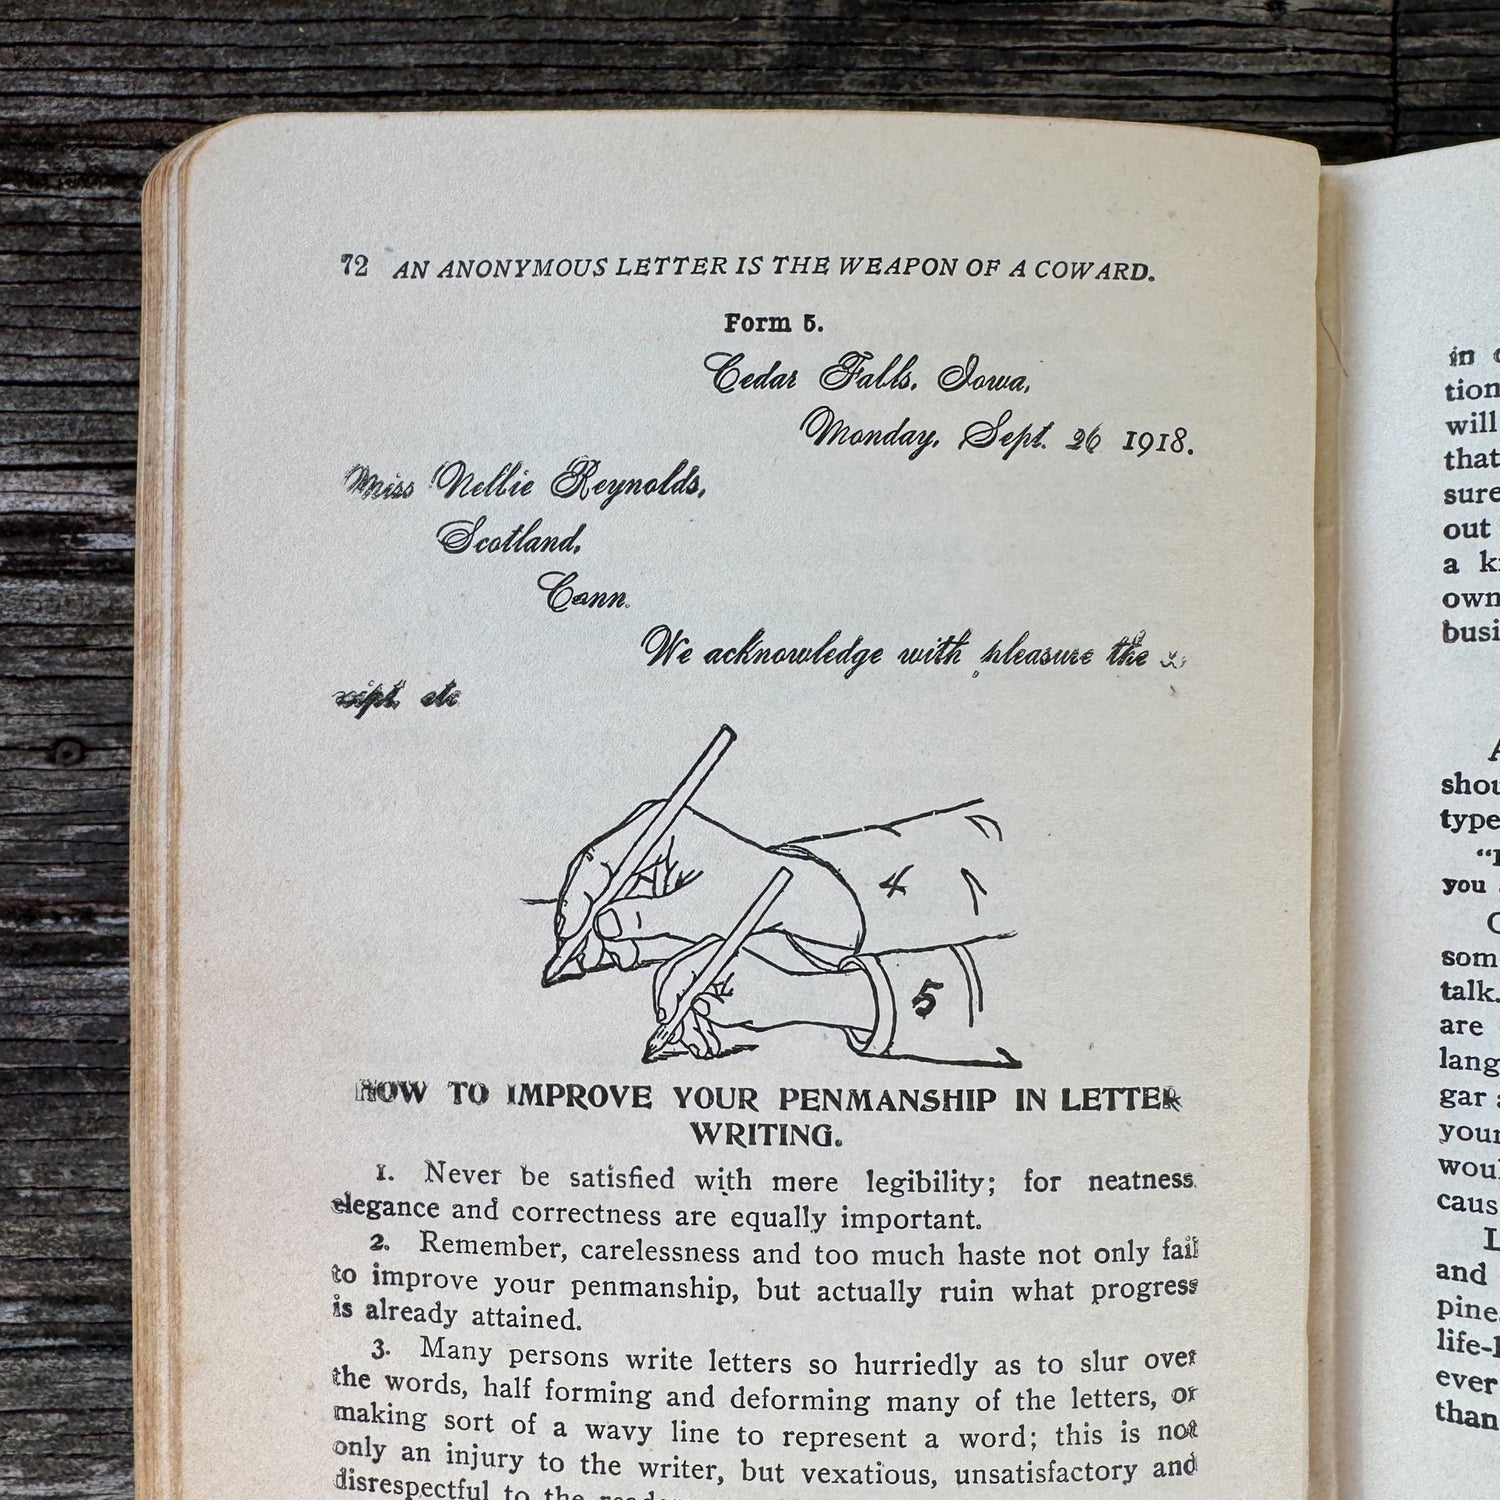 72 AN ANONYMOUS LETTER IS THE WEAPON OF A COWARD.
Form 5.
Cedar Falls, Iowa,
Monday, Sept. 26 1918.
Miss Nellie Reynolds,
Scotland,
Conn.
We acknowledge with pleasure the
etc
4
5
HOW TO IMPROVE YOUR PENMANSHIP IN LETTER
WRITING.
1. Never be satisfied with mere legibility; for neatness
elegance and correctness are equally important.
2. Remember, carelessness and too much haste not only fail
to improve your penmanship, but actually ruin what progress
is already attained.
3. Many persons write letters so hurriedly as to slur over
the words, half forming and deforming many of the letters, or
making sort of a wavy line to represent a word; this is not
only an injury to the writer, but vexatious, unsatisfactory and
disrespectful to the
in
tion
will
that
sure
out
a
own
busi
shou
type
you
som
talk.
are
lang
gar
your
woul
caus
and
pine
life-
ever
than